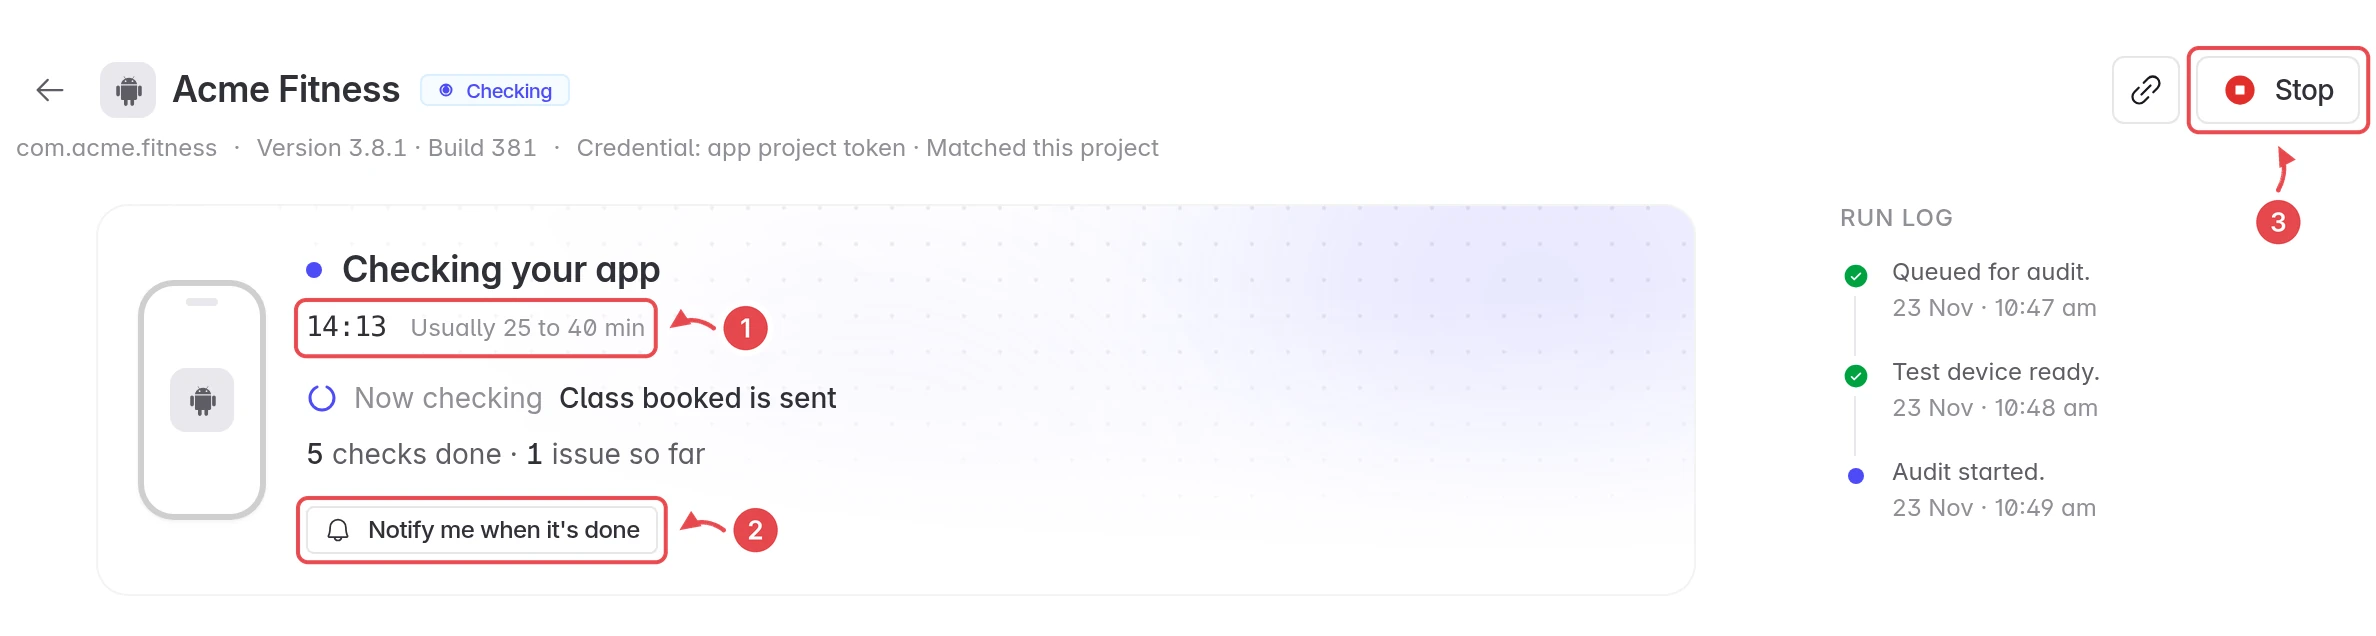 Acme Fitness
Checking
Stop
com.acme.fitness · Version 3.8.1 · Build 381 · Credential: app project token · Matched this project
3
RUN LOG
Checking your app
14:13 Usually 25 to 40 min
1
Now checking Class booked is sent
5 checks done · 1 issue so far
Notify me when it's done
2
Queued for audit.
23 Nov · 10:47 am
Test device ready.
23 Nov · 10:48 am
Audit started.
23 Nov · 10:49 am